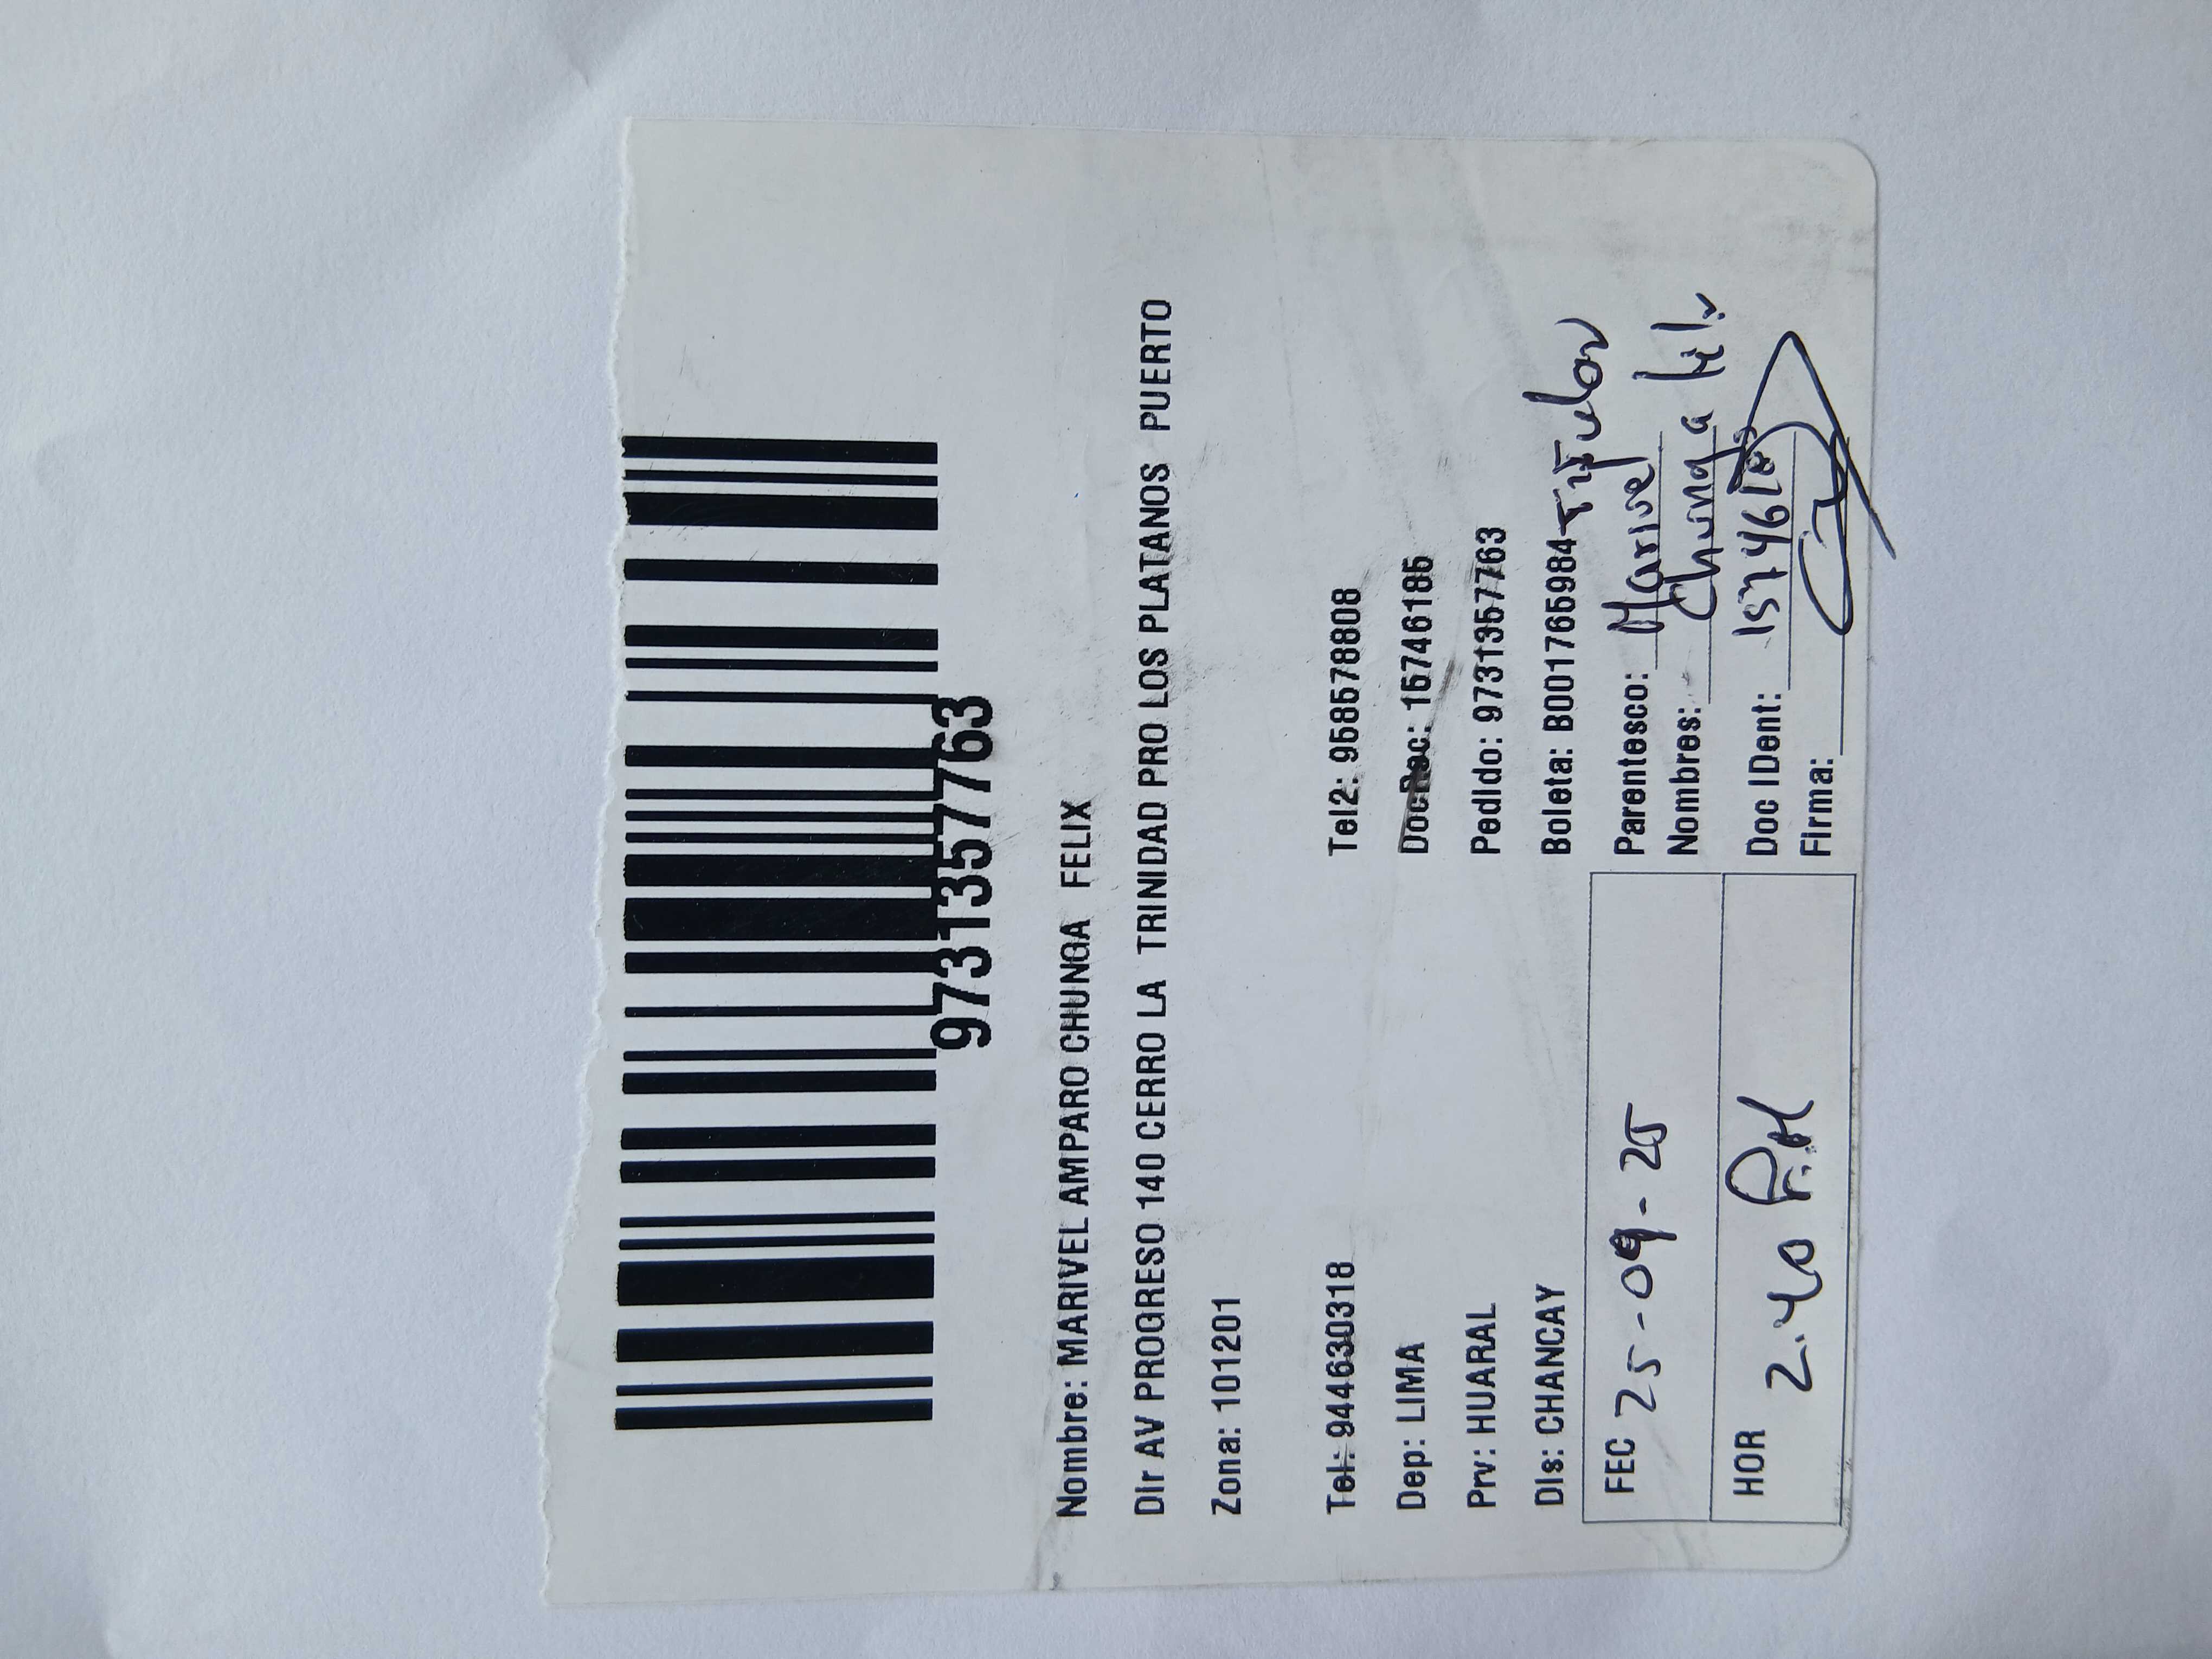 9731357763
Nombre: MARIVEL AMPARO CHUNGA FELIX
Dir AV PROGRESO 140 CERRO LA TRINIDAD PRO LOS PLATANOS PUERTO
Zona: 101201
Tel: 944630318 Tel2: 958578808
Dep: LIMA DocRec: 15746185
Prv: HUARAL Pedido: 9731357763
Dis: CHANCAY Boleta: B001765984
FEC 25-09-25
HOR 2.40 P.M
Parentesco: Titular
Nombres: Marivel
Chunga
Doc IDent:
Firma: